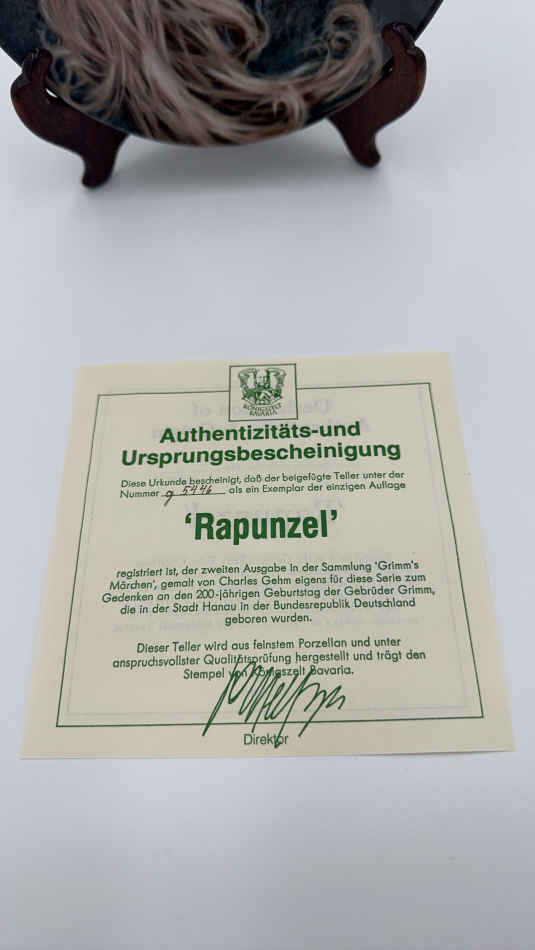 KÖNIGSZELT
BAVARIA
Authentizitäts-und
Ursprungsbescheinigung
Diese Urkunde bescheinigt, daß der beigefügte Teller unter der
Nummer g 5446 als ein Exemplar der einzigen Auflage
‘Rapunzel’
registriert ist, der zweiten Ausgabe in der Sammlung 'Grimm's
Märchen', gemalt von Charles Gehm eigens für diese Serie zum
Gedenken an den 200-jährigen Geburtstag der Gebrüder Grimm,
die in der Stadt Hanau in der Bundesrepublik Deutschland
geboren wurden.
Dieser Teller wird aus feinstem Porzellan und unter
anspruchsvollster Qualitätsprüfung hergestellt und trägt den
Stempel von Königszelt Bavaria.
Direktor